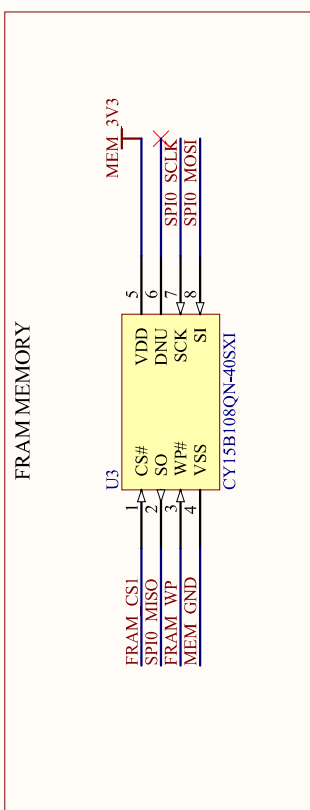 FRAM MEMORY
MEM_3V3
SPI0_SCLK
SPI0_MOSI
5
6
7
8
U3
VDD
DNU
SCK
SI
CS#
SO
WP#
VSS
CY15B108QN-40SXI
1
2
3
4
FRAM_CS1
SPI0_MISO
FRAM_WP
MEM_GND